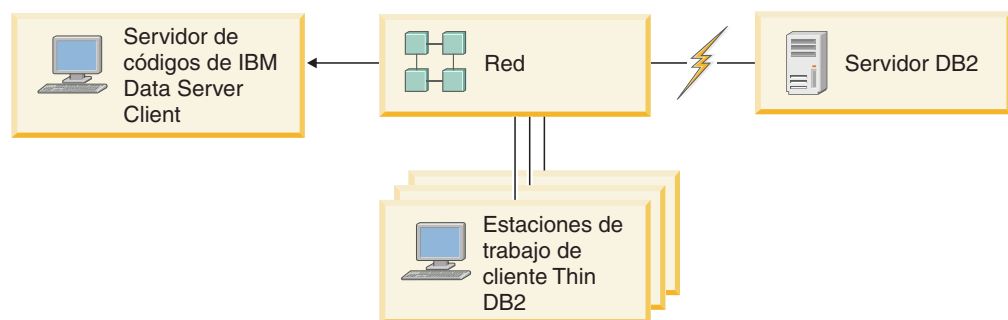 Servidor de
códigos de IBM
Data Server
Client
Red
Servidor DB2
Estaciones de
trabajo de
cliente Thin
DB2